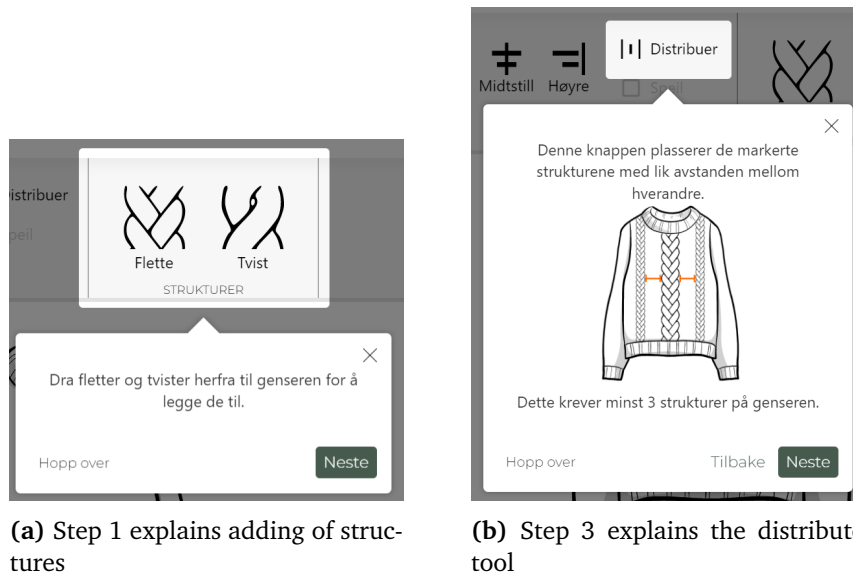 istribuer
peil
Flette Tvist
STRUKTURER
Dra fletter og tvister herfra til genseren for å
legge de til.
Hopp over Neste
(a) Step 1 explains adding of struc-
tures
Midtstill Høyre
Distribuer
Speil
Denne knappen plasserer de markerte
strukturene med lik avstanden mellom
hverandre.
Dette krever minst 3 strukturer på genseren.
Hopp over Tilbake Neste
(b) Step 3 explains the distribute
tool